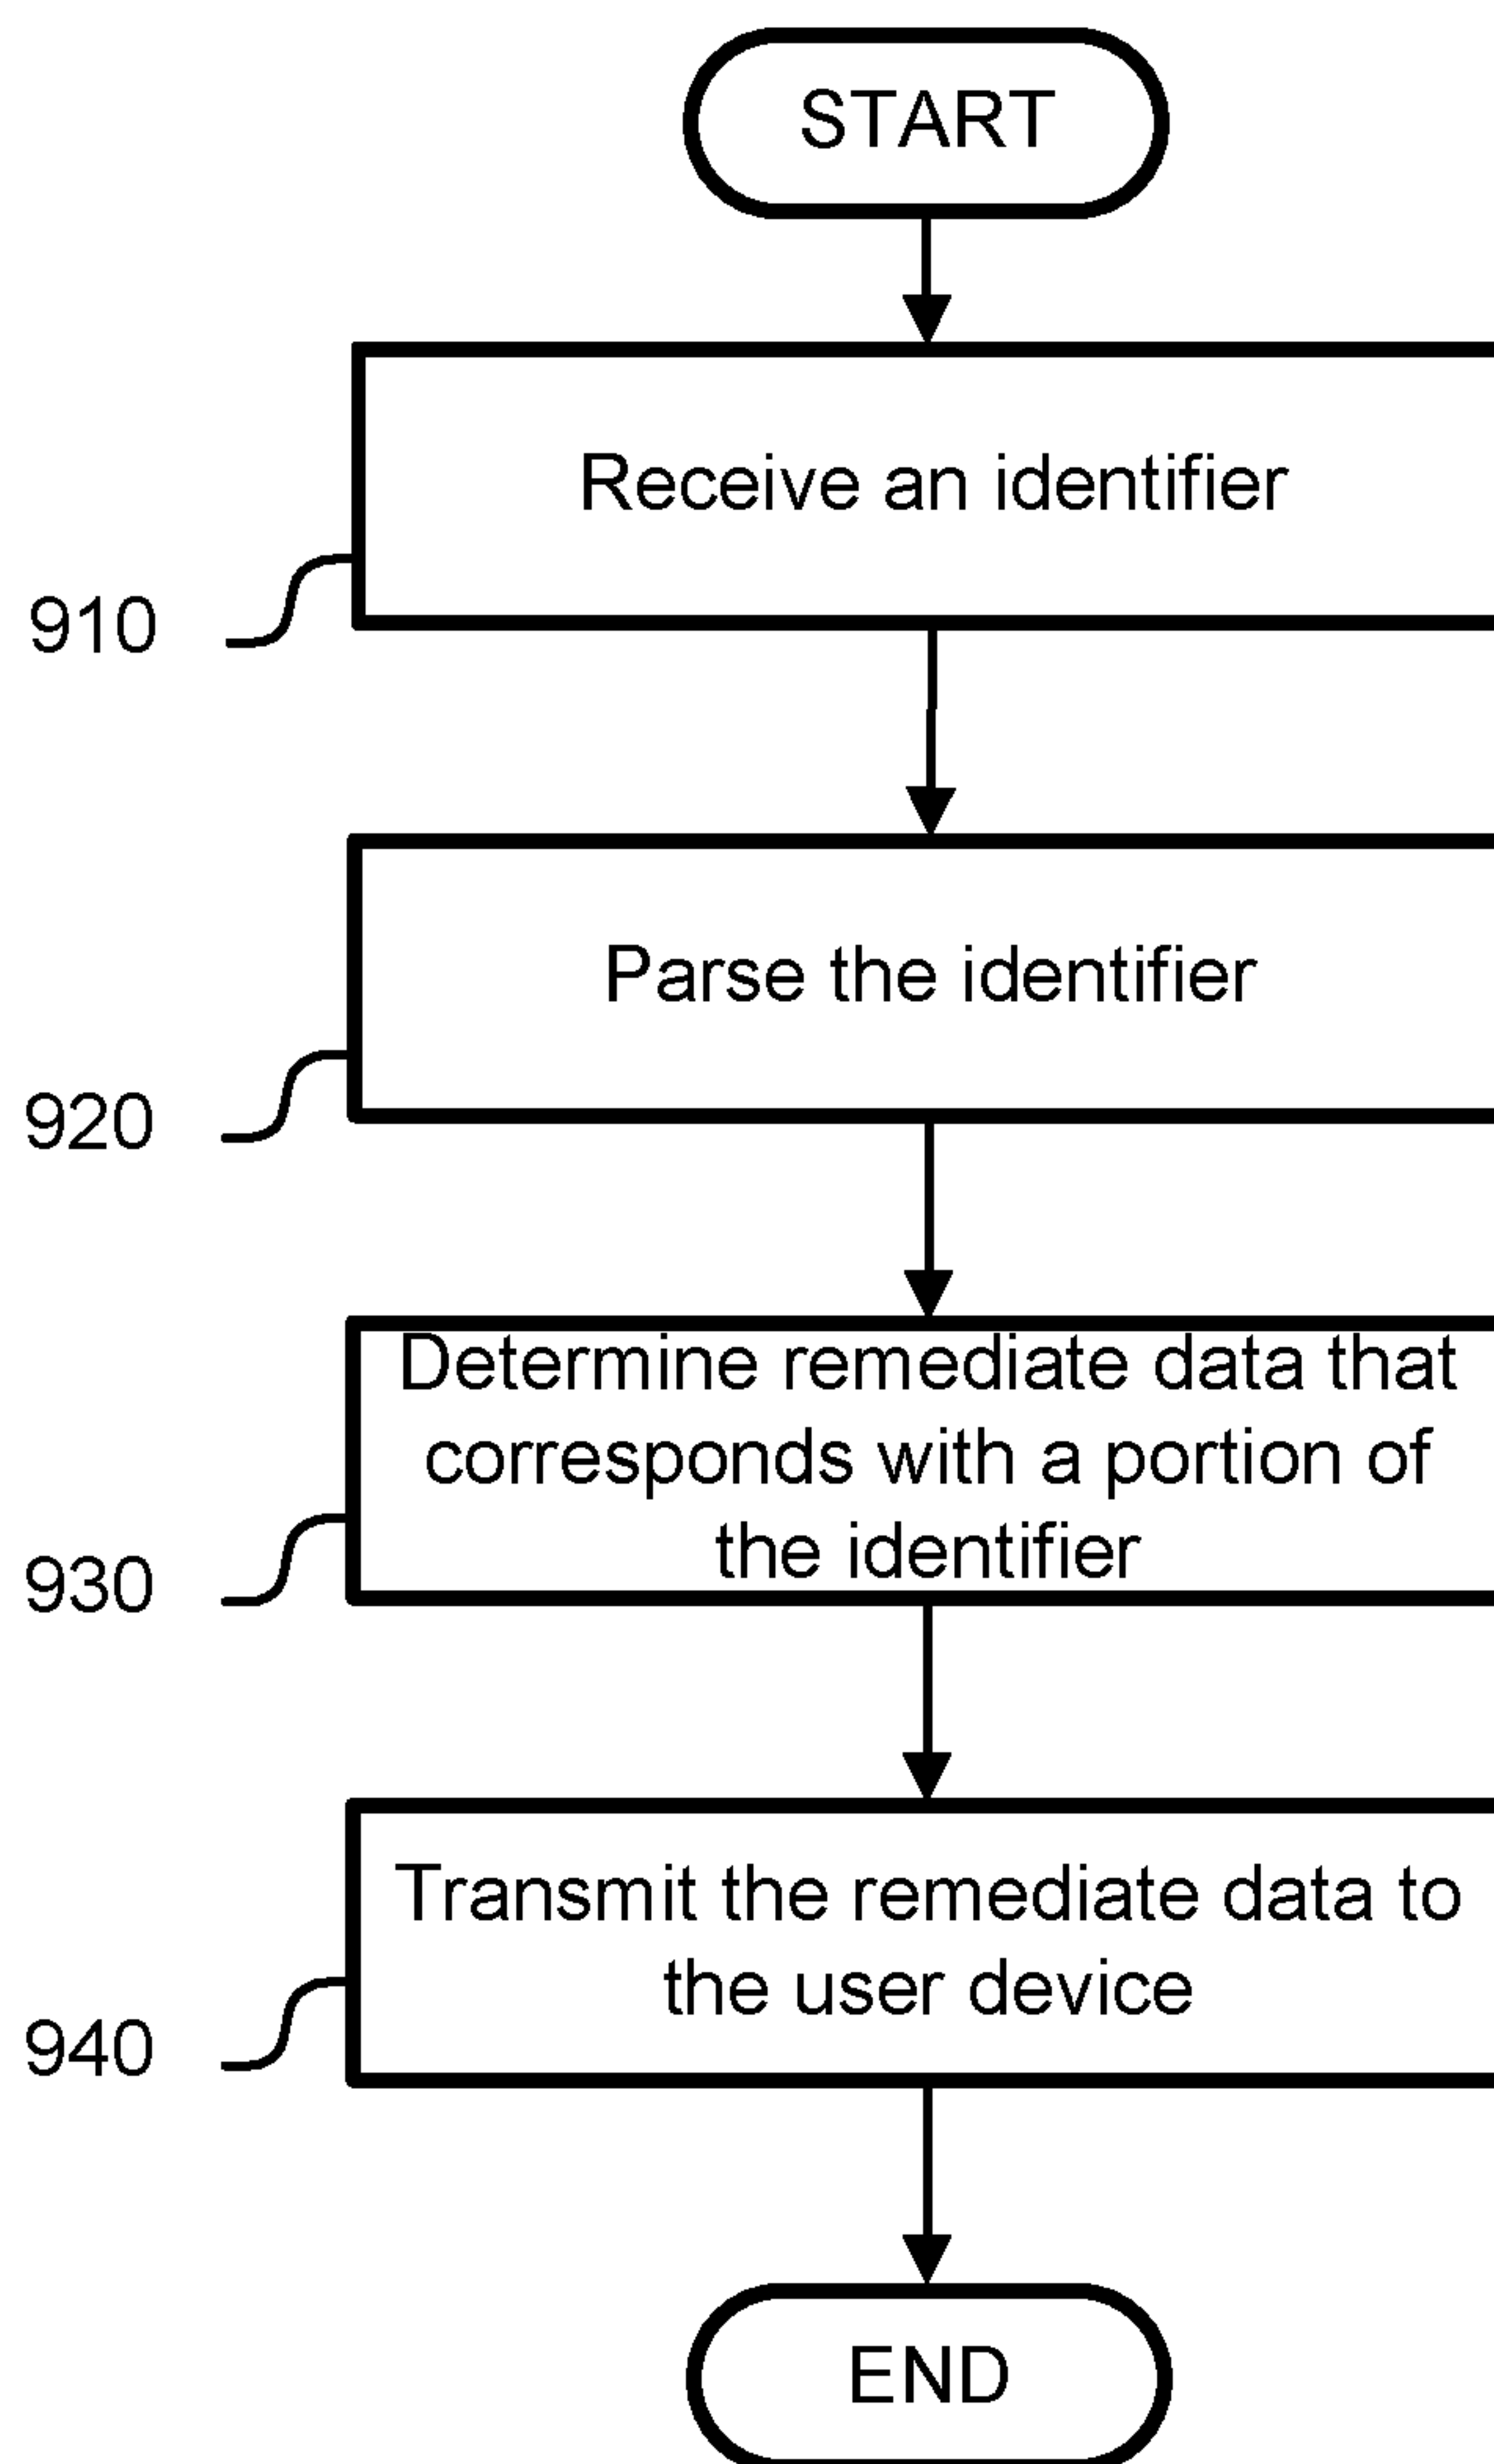 START
Receive an identifier
910
Parse the identifier
920
Determine remediate data that
corresponds with a portion of
the identifier
930
Transmit the remediate data to
the user device
940
END